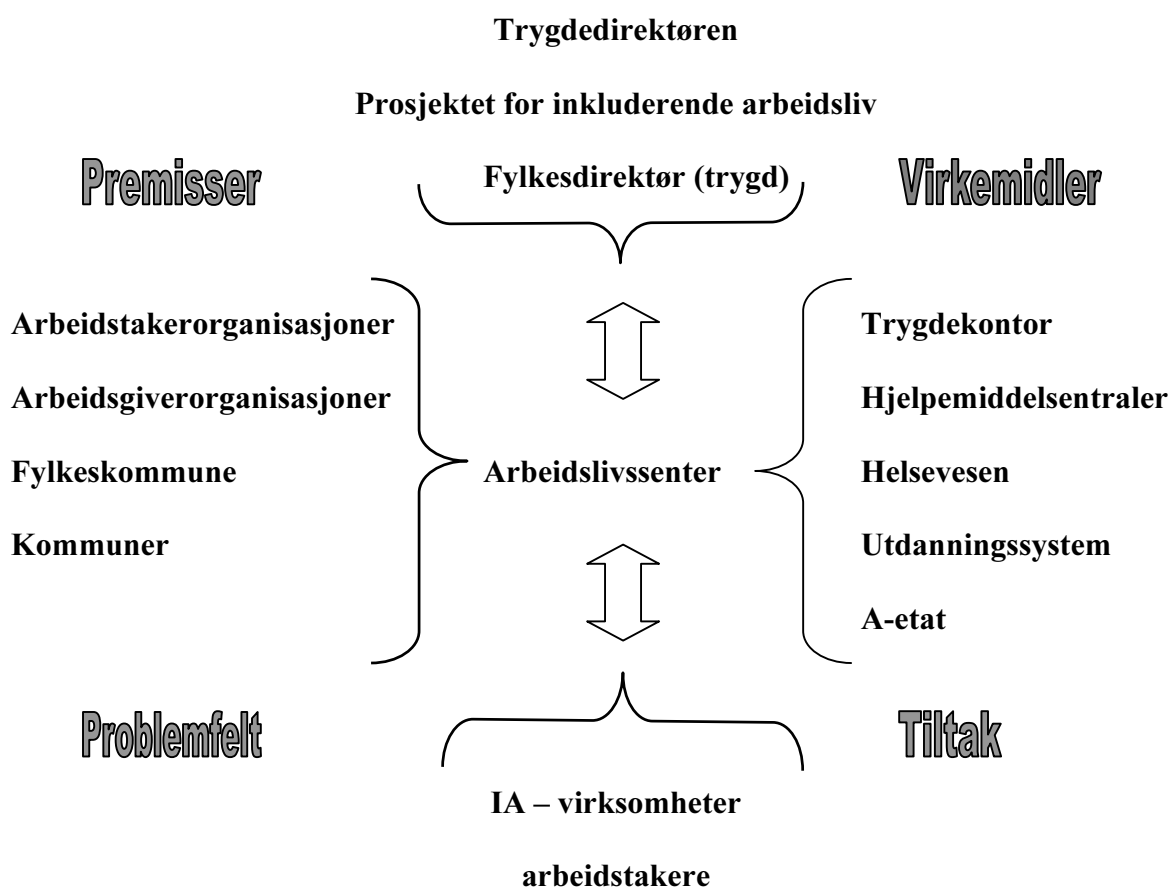 Trygdedirektøren
Prosjektet for inkluderende arbeidsliv
Premisser
Fylkesdirektør (trygd)
Virkemidler
Arbeidstakerorganisasjoner
Arbeidsgiverorganisasjoner
Fylkeskommune
Kommuner
Arbeidslivssenter
Trygdekontor
Hjelpemiddelsentraler
Helsevesen
Utdanningssystem
A-etat
Problemfelt
Tiltak
IA – virksomheter
arbeidstakere